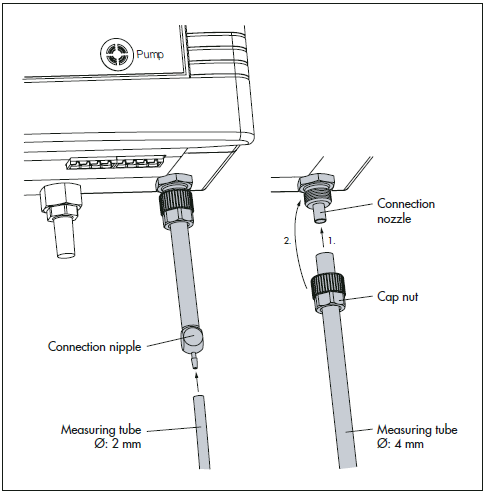 Pump
Connection
nozzle
2.
1.
Cap nut
Connection nipple
Measuring tube
Ø: 2 mm
Measuring tube
Ø: 4 mm